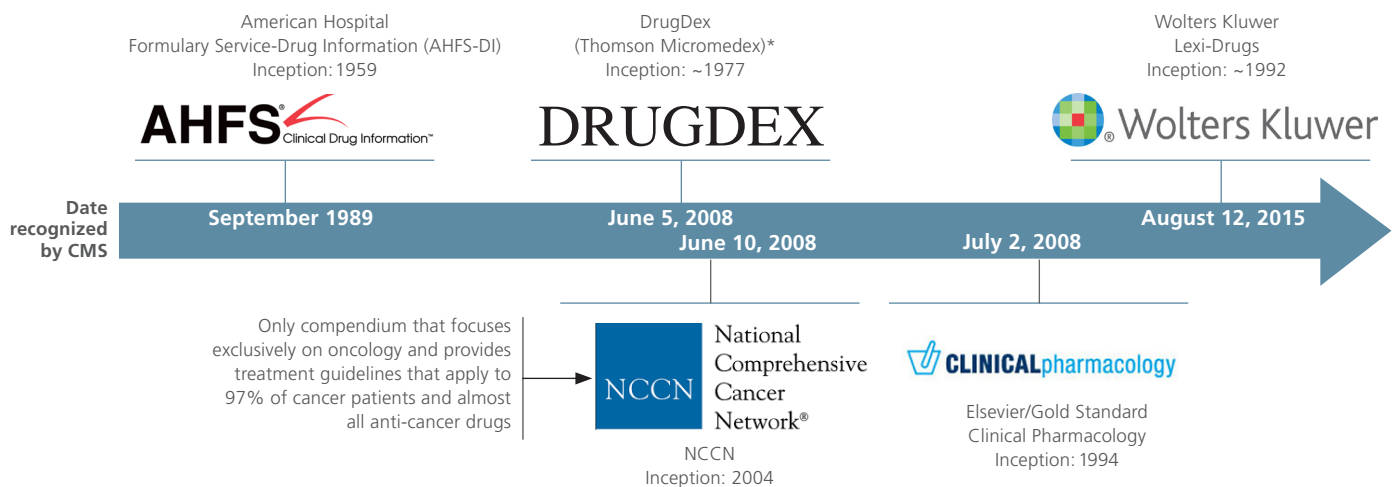 American Hospital
Formulary Service-Drug Information (AHFS-DI)
Inception: 1959
AHFS®
Clinical Drug Information™
DrugDex
(Thomson Micromedex)*
Inception: ~1977
DRUGDEX
Wolters Kluwer
Lexi-Drugs
Inception: ~1992
® Wolters Kluwer
Date
recognized
by CMS
September 1989
June 5, 2008
June 10, 2008
July 2, 2008
August 12, 2015
Only compendium that focuses
exclusively on oncology and provides
treatment guidelines that apply to
97% of cancer patients and almost
all anti-cancer drugs
NCCN
National
Comprehensive
Cancer
Network®
NCCN
Inception: 2004
CLINICALpharmacology
Elsevier/Gold Standard
Clinical Pharmacology
Inception: 1994